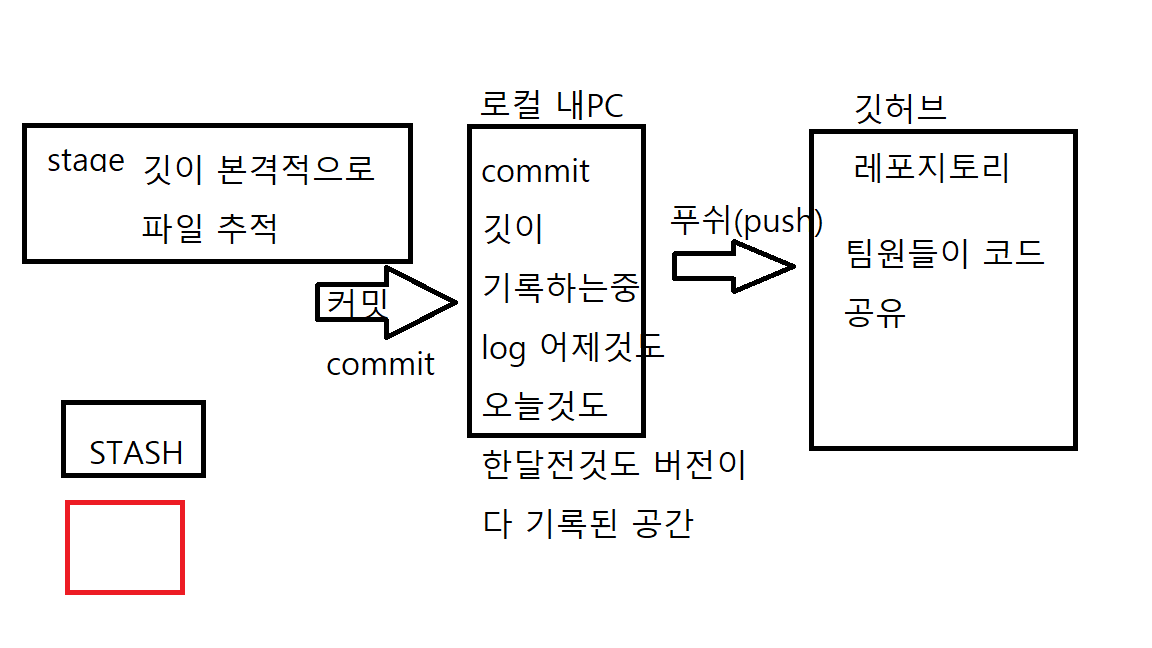 stage 깃이 본격적으로
파일 추적
커밋
commit
STASH
로컬 내PC
commit
깃이
기록하는중
log 어제것도
오늘것도
한달전것도 버전이
다 기록된 공간
푸쉬(push)
깃허브
레포지토리
팀원들이 코드
공유